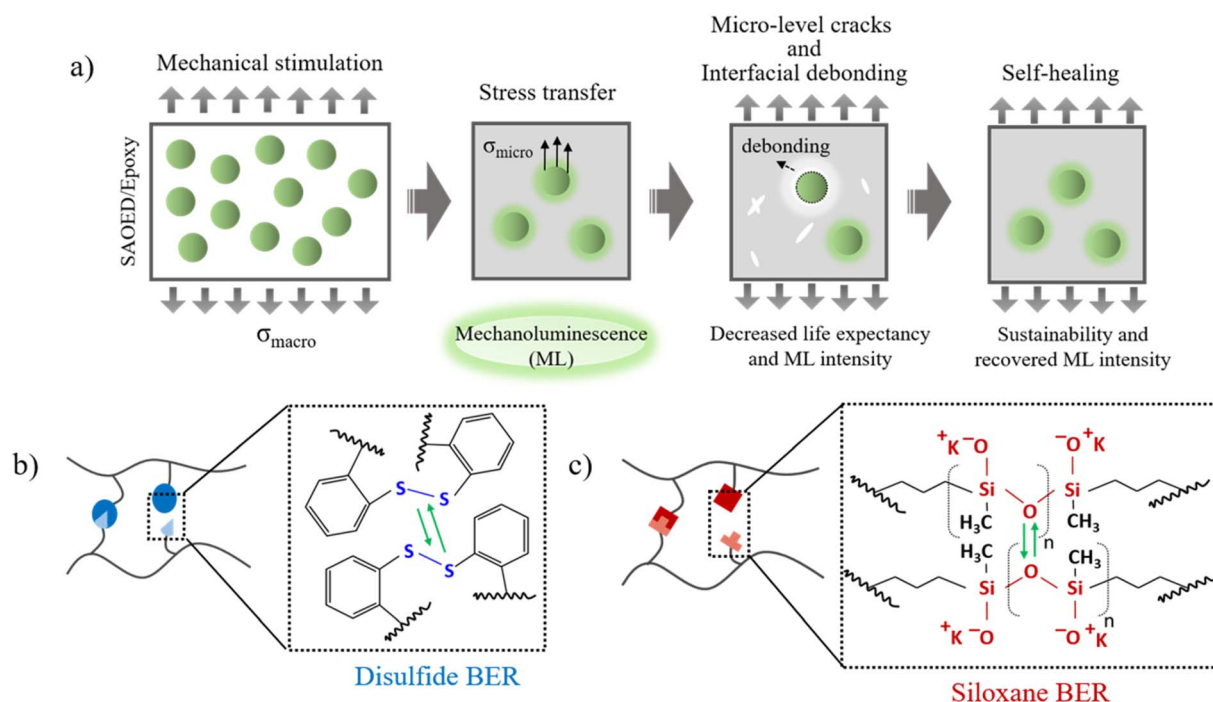 a)
Mechanical stimulation
SAOED/Epoxy
σmacro
Stress transfer
σmicro
Mechanoluminescence
(ML)
Micro-level cracks
and
Interfacial debonding
debonding
Decreased life expectancy
and ML intensity
Self-healing
Sustainability and
recovered ML intensity
b)
S
S
S
S
Disulfide BER
c)
+K−O −O+K
Si O Si
H3C CH3
n
H3C CH3
Si O Si
n
+K−O −O+K
Siloxane BER